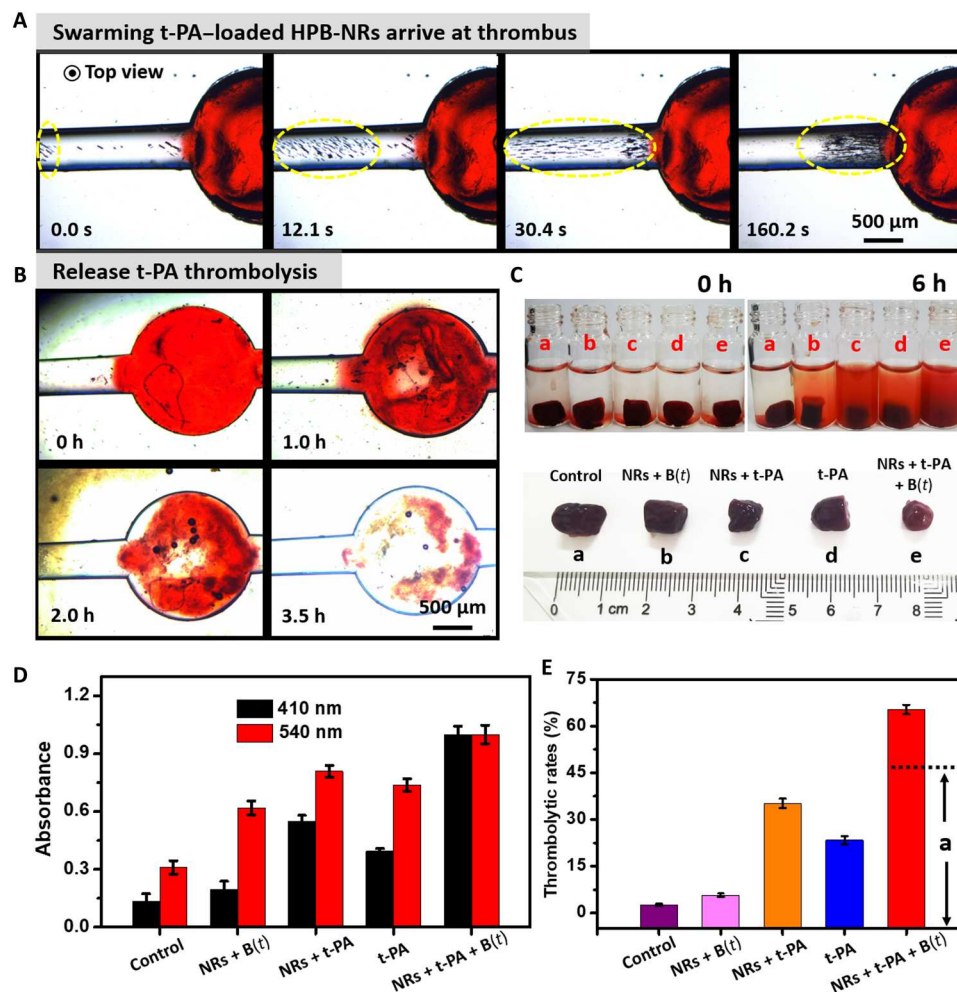 A
Swarming t-PA–loaded HPB-NRs arrive at thrombus
Top view
0.0 s
12.1 s
30.4 s
160.2 s
500 µm
B
Release t-PA thrombolysis
0 h
1.0 h
2.0 h
3.5 h
500 µm
C
0 h
6 h
a b c d e
a b c d e
Control
NRs + B(t)
NRs + t-PA
t-PA
NRs + t-PA
+ B(t)
a b c d e
0 1 cm 2 3 4 5 6 7 8
D
Absorbance
1.2
0.9
0.6
0.3
0.0
410 nm
540 nm
Control
NRs + B(t)
NRs + t-PA
t-PA
NRs + t-PA + B(t)
E
Thrombolytic rates (%)
75
60
45
30
15
0
a
Control
NRs + B(t)
NRs + t-PA
t-PA
NRs + t-PA + B(t)